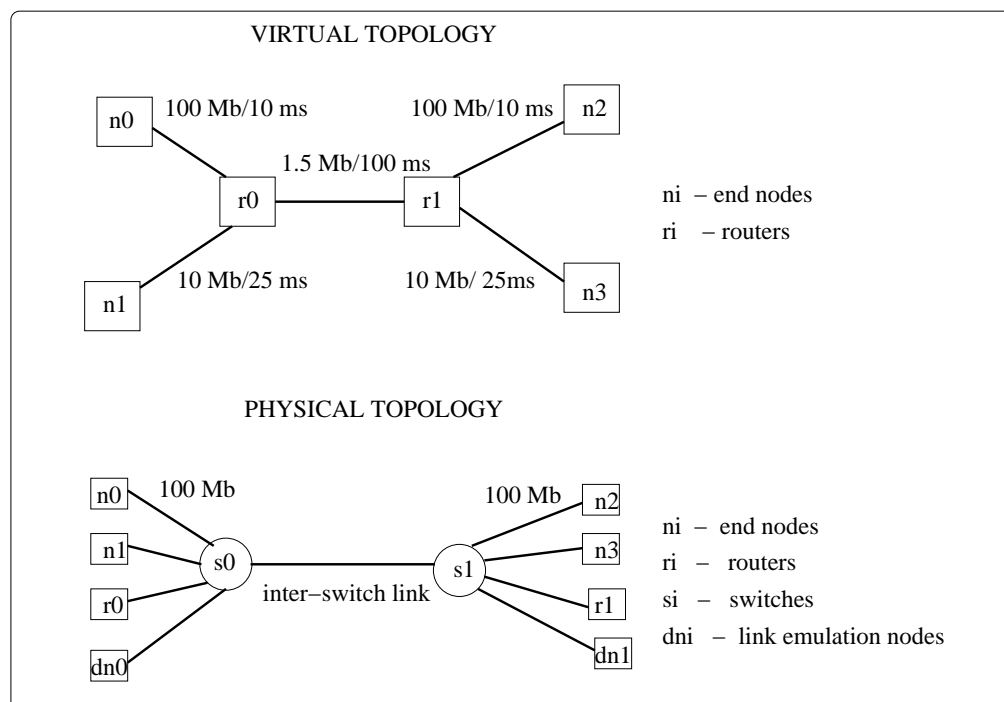 VIRTUAL TOPOLOGY
n0
100 Mb/10 ms
100 Mb/10 ms
n2
1.5 Mb/100 ms
r0
r1
ni – end nodes
ri – routers
n1
10 Mb/25 ms
10 Mb/ 25ms
n3
PHYSICAL TOPOLOGY
n0
100 Mb
100 Mb
n2
n1
s0
s1
n3
inter–switch link
r0
r1
dn0
dn1
ni – end nodes
ri – routers
si – switches
dni – link emulation nodes